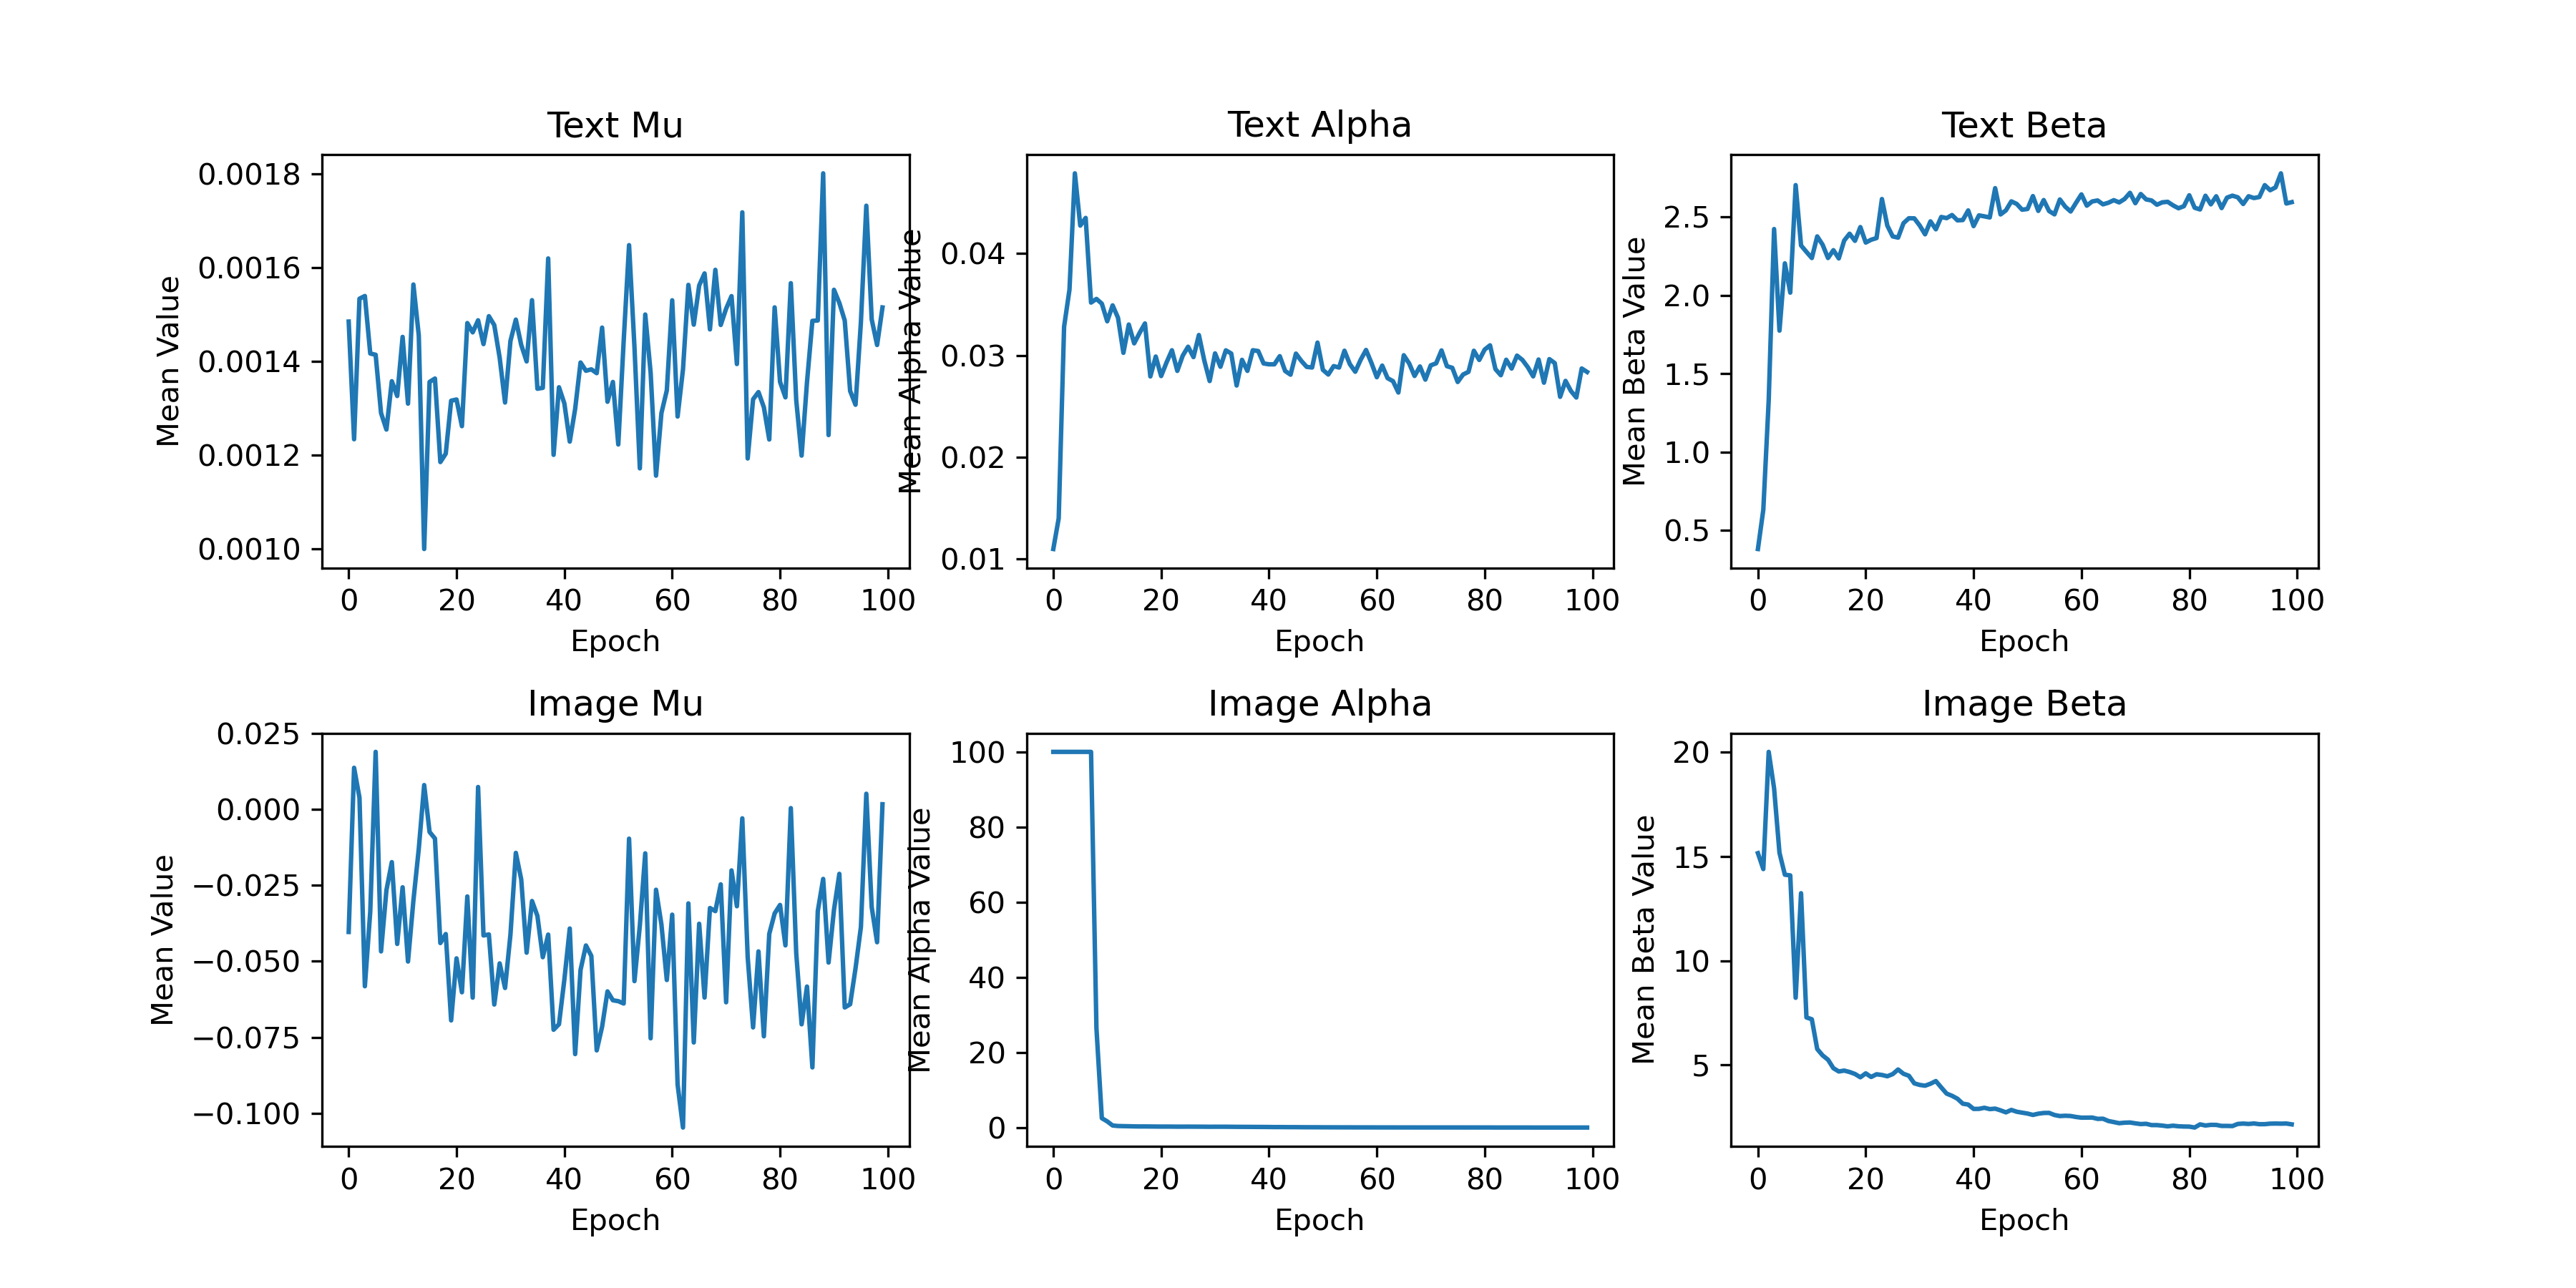 Text Mu
Mean Value
0.0018
0.0016
0.0014
0.0012
0.0010
0 20 40 60 80 100
Epoch
Text Alpha
Mean Alpha Value
0.04
0.03
0.02
0.01
0 20 40 60 80 100
Epoch
Text Beta
Mean Beta Value
2.5
2.0
1.5
1.0
0.5
0 20 40 60 80 100
Epoch
Image Mu
Mean Value
0.025
0.000
−0.025
−0.050
−0.075
−0.100
0 20 40 60 80 100
Epoch
Image Alpha
Mean Alpha Value
100
80
60
40
20
0
0 20 40 60 80 100
Epoch
Image Beta
Mean Beta Value
20
15
10
5
0 20 40 60 80 100
Epoch